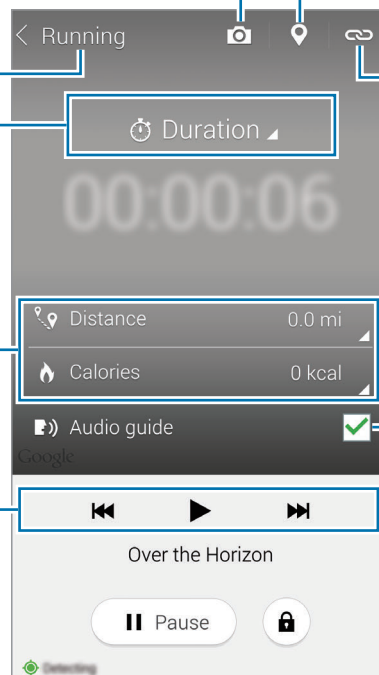 Running
Duration
00:00:06
Distance 0.0 mi
Calories 0 kcal
Audio guide
Google
Over the Horizon
Pause
Detecting